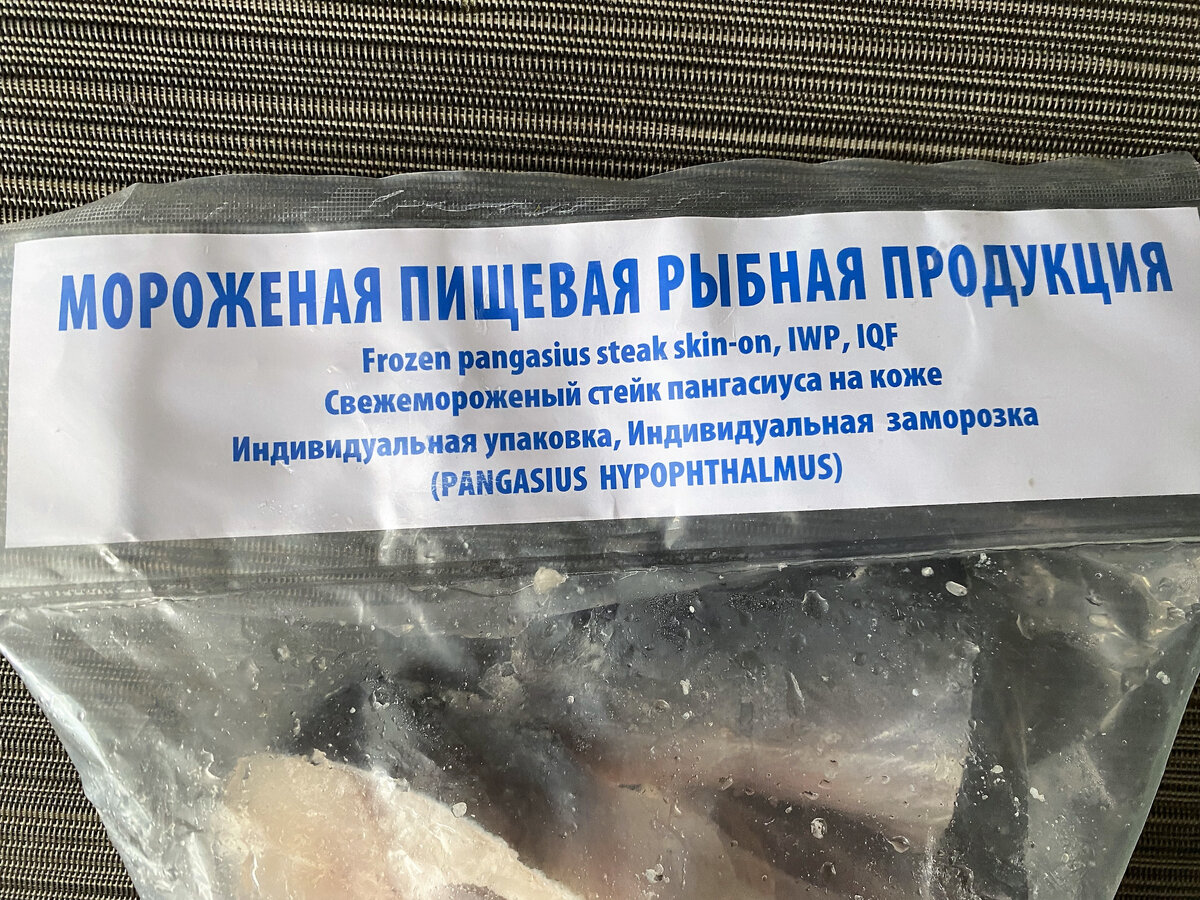 МОРОЖЕНАЯ ПИЩЕВАЯ РЫБНАЯ ПРОДУКЦИЯ
Frozen pangasius steak skin-on, IWP, IQF
Свежемороженый стейк пангасиуса на коже
Индивидуальная упаковка, Индивидуальная заморозка
(PANGASIUS HYPOPHTHALMUS)